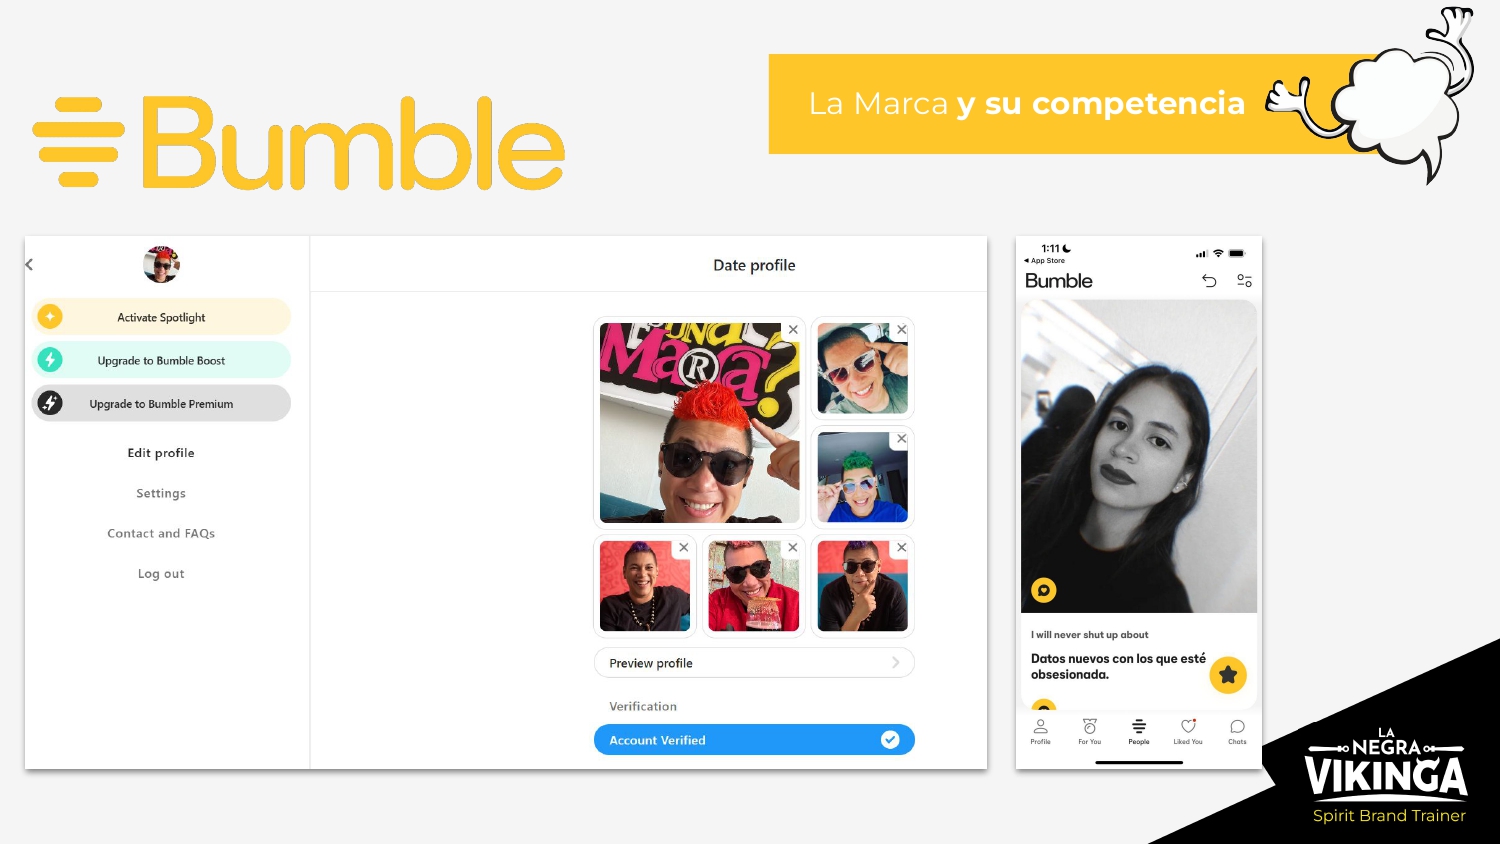 Bumble
La Marca y su competencia
Date profile
Activate Spotlight
Upgrade to Bumble Boost
Upgrade to Bumble Premium
Edit profile
Settings
Contact and FAQs
Log out
UNA
MaRca?
Preview profile
Verification
Account Verified
1:11
App Store
Bumble
I will never shut up about
Datos nuevos con los que esté
obsesionada.
Profile
For You
People
Liked You
Chats
LA
NEGRA
VIKINGA
Spirit Brand Trainer